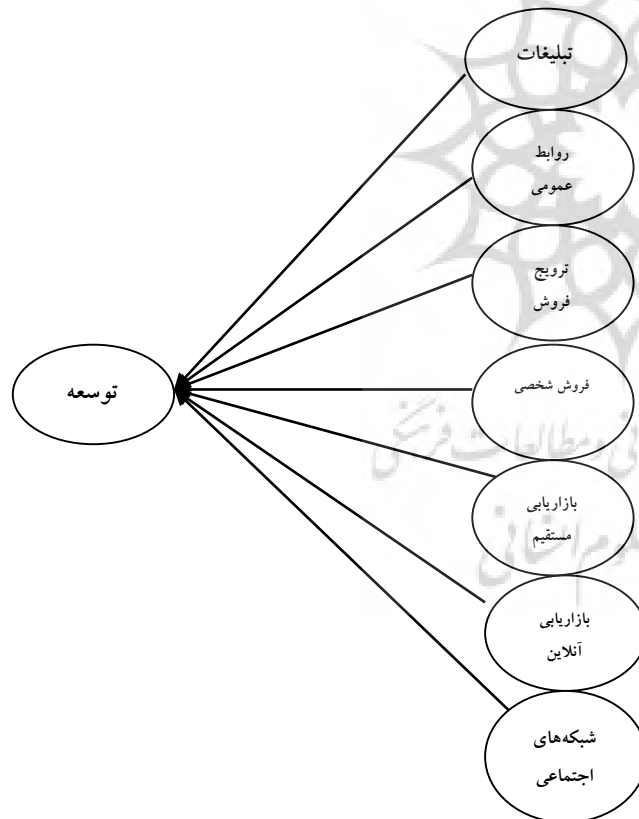 تبلیغات
روابط
عمومی
ترویج
فروش
توسعه
فروش شخصی
بازاریابی
مستقیم
بازاریابی
آنلاین
شبکه‌های
اجتماعی